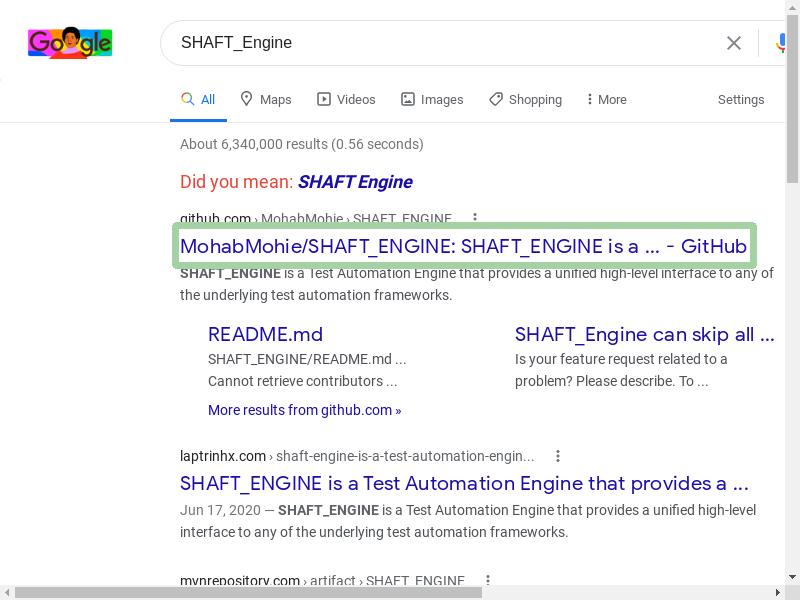 Google
SHAFT_Engine
All Maps Videos Images Shopping More Settings
About 6,340,000 results (0.56 seconds)
Did you mean: SHAFT Engine
github.com › MohabMohie › SHAFT_ENGINE
MohabMohie/SHAFT_ENGINE: SHAFT_ENGINE is a ... - GitHub
SHAFT_ENGINE is a Test Automation Engine that provides a unified high-level interface to any of
the underlying test automation frameworks.
README.md
SHAFT_ENGINE/README.md ...
Cannot retrieve contributors ...
SHAFT_Engine can skip all ...
Is your feature request related to a
problem? Please describe. To ...
More results from github.com »
laptrinhx.com › shaft-engine-is-a-test-automation-engin...
SHAFT_ENGINE is a Test Automation Engine that provides a ...
Jun 17, 2020 — SHAFT_ENGINE is a Test Automation Engine that provides a unified high-level
interface to any of the underlying test automation frameworks.
mvnrepository.com › artifact › SHAFT_ENGINE